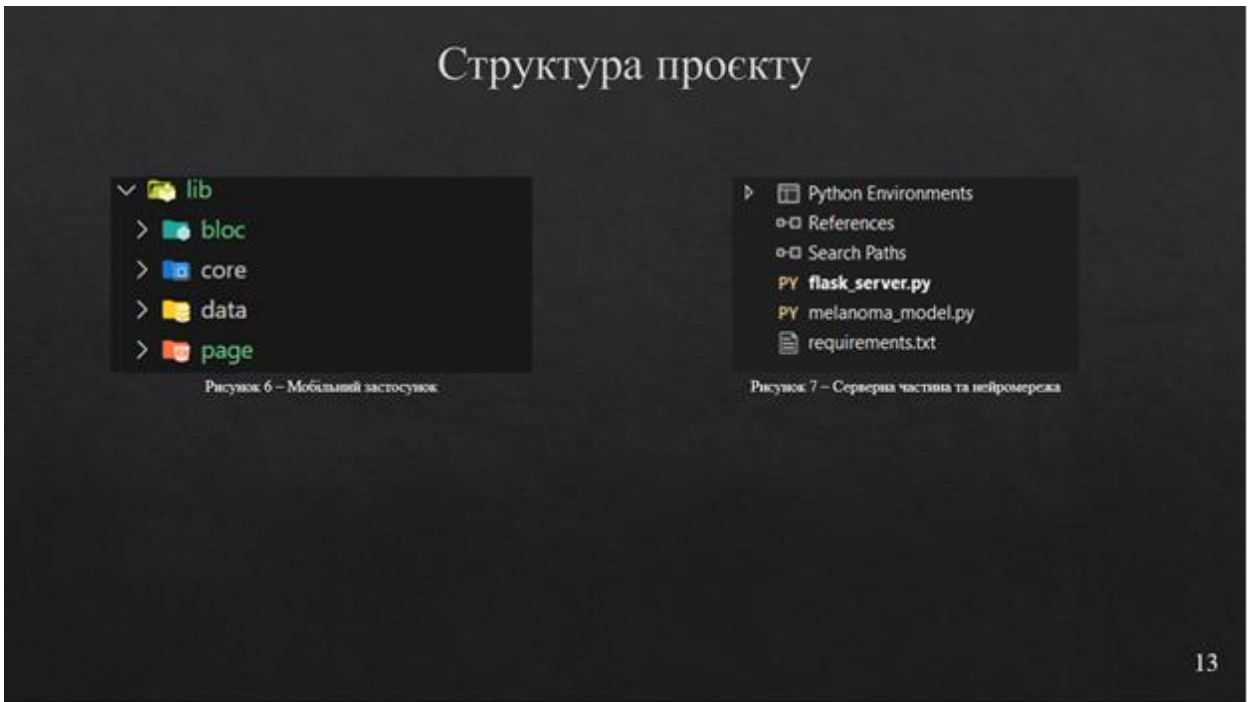 Структура проєкту
lib
bloc
core
data
page
Рисунок 6 – Мобільний застосунок
Python Environments
References
Search Paths
PY flask_server.py
PY melanoma_model.py
requirements.txt
Рисунок 7 – Серверна частина та нейромережа
13